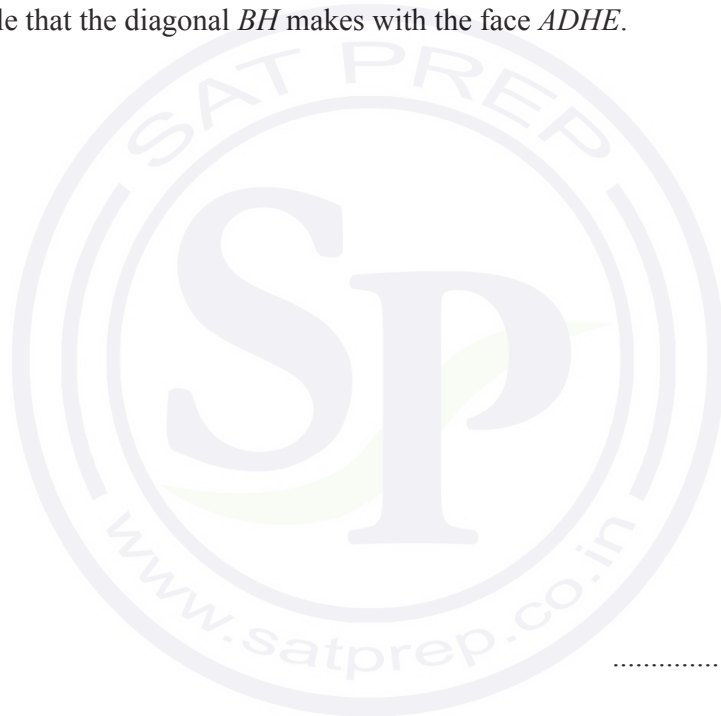 le that the diagonal BH makes with the face ADHE.
SAT PREP
SP
www.satprep.co.in
..............